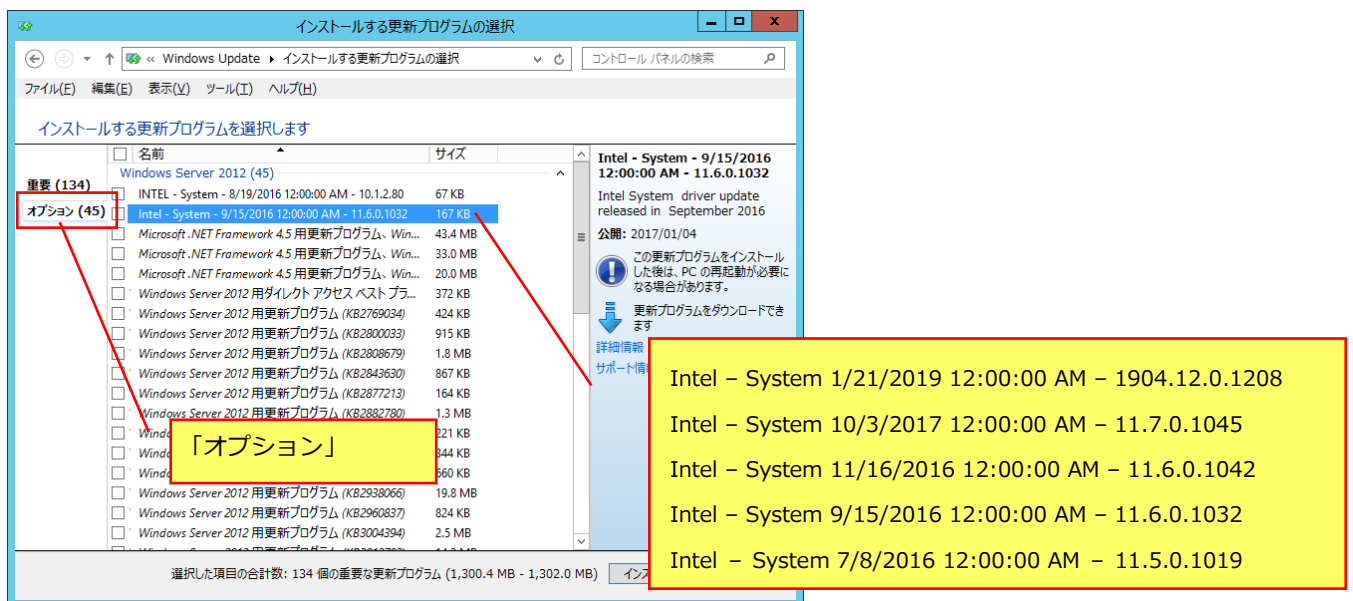 インストールする更新プログラムの選択
« Windows Update ▸ インストールする更新プログラムの選択
コントロール パネルの検索
ファイル(F) 編集(E) 表示(V) ツール(T) ヘルプ(H)
インストールする更新プログラムを選択します
重要 (134)
オプション (45)
名前 サイズ
Windows Server 2012 (45)
INTEL - System - 8/19/2016 12:00:00 AM - 10.1.2.80 67 KB
Intel - System - 9/15/2016 12:00:00 AM - 11.6.0.1032 167 KB
Microsoft .NET Framework 4.5 用更新プログラム、Win... 43.4 MB
Microsoft .NET Framework 4.5 用更新プログラム、Win... 33.0 MB
Microsoft .NET Framework 4.5 用更新プログラム、Win... 20.0 MB
Windows Server 2012 用ダイレクト アクセス ベスト プラ... 372 KB
Windows Server 2012 用更新プログラム (KB2769034) 424 KB
Windows Server 2012 用更新プログラム (KB2800033) 915 KB
Windows Server 2012 用更新プログラム (KB2808679) 1.8 MB
Windows Server 2012 用更新プログラム (KB2843630) 867 KB
Windows Server 2012 用更新プログラム (KB2877213) 164 KB
Windows Server 2012 用更新プログラム (KB2882780) 1.3 MB
221 KB
344 KB
560 KB
Windows Server 2012 用更新プログラム (KB2938066) 19.8 MB
Windows Server 2012 用更新プログラム (KB2960837) 824 KB
Windows Server 2012 用更新プログラム (KB3004394) 2.5 MB
「オプション」
Intel - System - 9/15/2016
12:00:00 AM - 11.6.0.1032
Intel System driver update
released in September 2016
公開: 2017/01/04
この更新プログラムをインストール
した後は、PC の再起動が必要に
なる場合があります。
更新プログラムをダウンロードでき
ます
詳細情報
サポート情
Intel – System 1/21/2019 12:00:00 AM – 1904.12.0.1208
Intel – System 10/3/2017 12:00:00 AM – 11.7.0.1045
Intel – System 11/16/2016 12:00:00 AM – 11.6.0.1042
Intel – System 9/15/2016 12:00:00 AM – 11.6.0.1032
Intel – System 7/8/2016 12:00:00 AM – 11.5.0.1019
選択した項目の合計数: 134 個の重要な更新プログラム (1,300.4 MB - 1,302.0 MB)